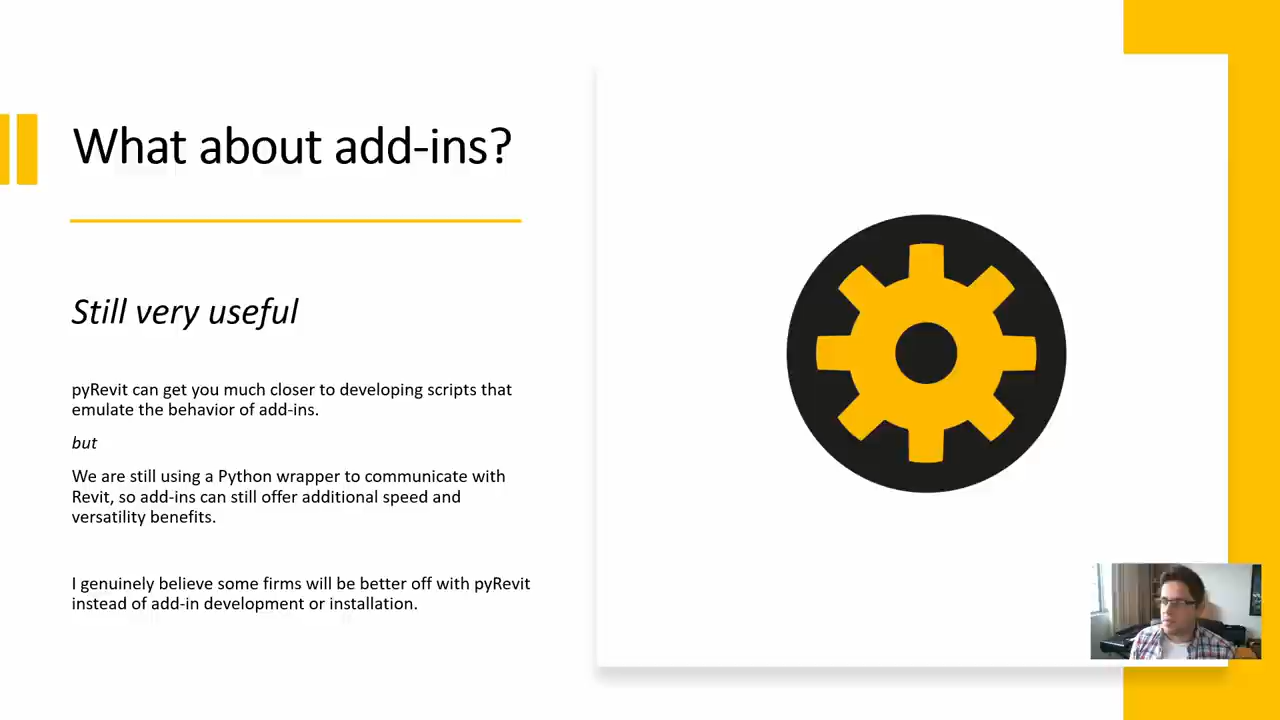 What about add-ins?
Still very useful
pyRevit can get you much closer to developing scripts that
emulate the behavior of add-ins.
but
We are still using a Python wrapper to communicate with
Revit, so add-ins can still offer additional speed and
versatility benefits.
I genuinely believe some firms will be better off with pyRevit
instead of add-in development or installation.